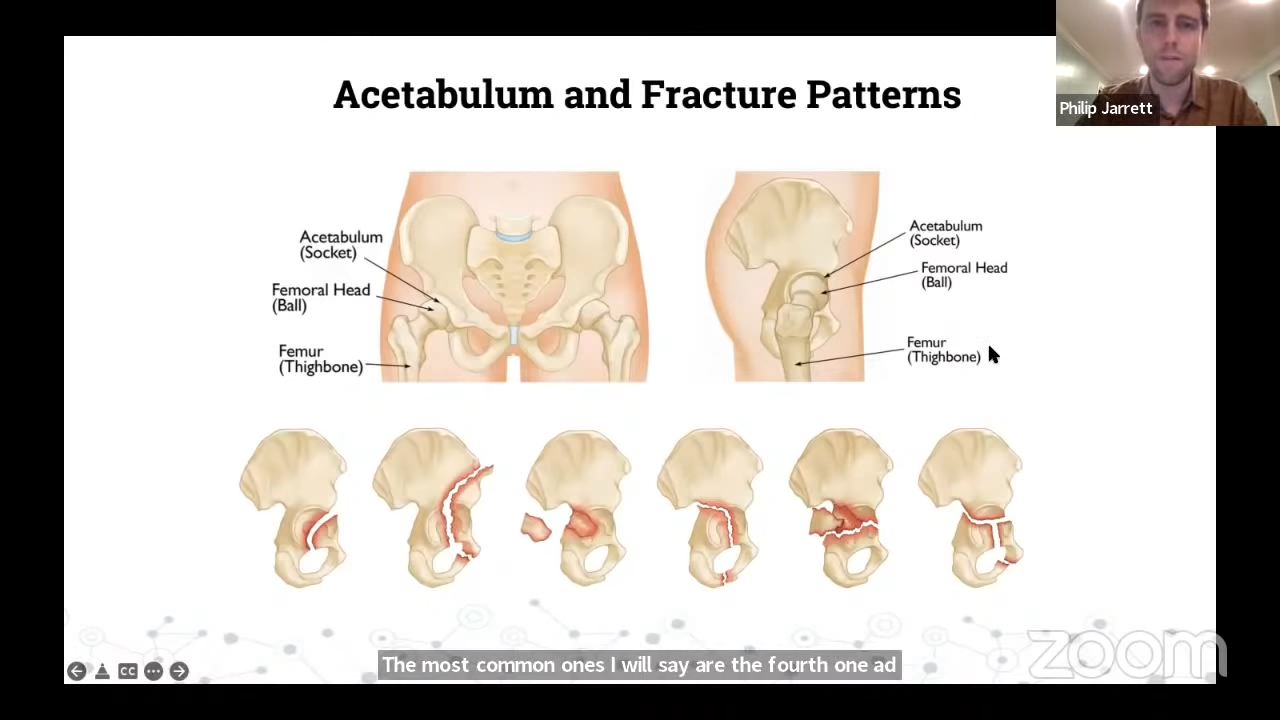 Acetabulum and Fracture Patterns
Philip Jarrett
Acetabulum
(Socket)
Femoral Head
(Ball)
Femur
(Thighbone)
Acetabulum
(Socket)
Femoral Head
(Ball)
Femur
(Thighbone)
CC
The most common ones I will say are the fourth one ad
zoom